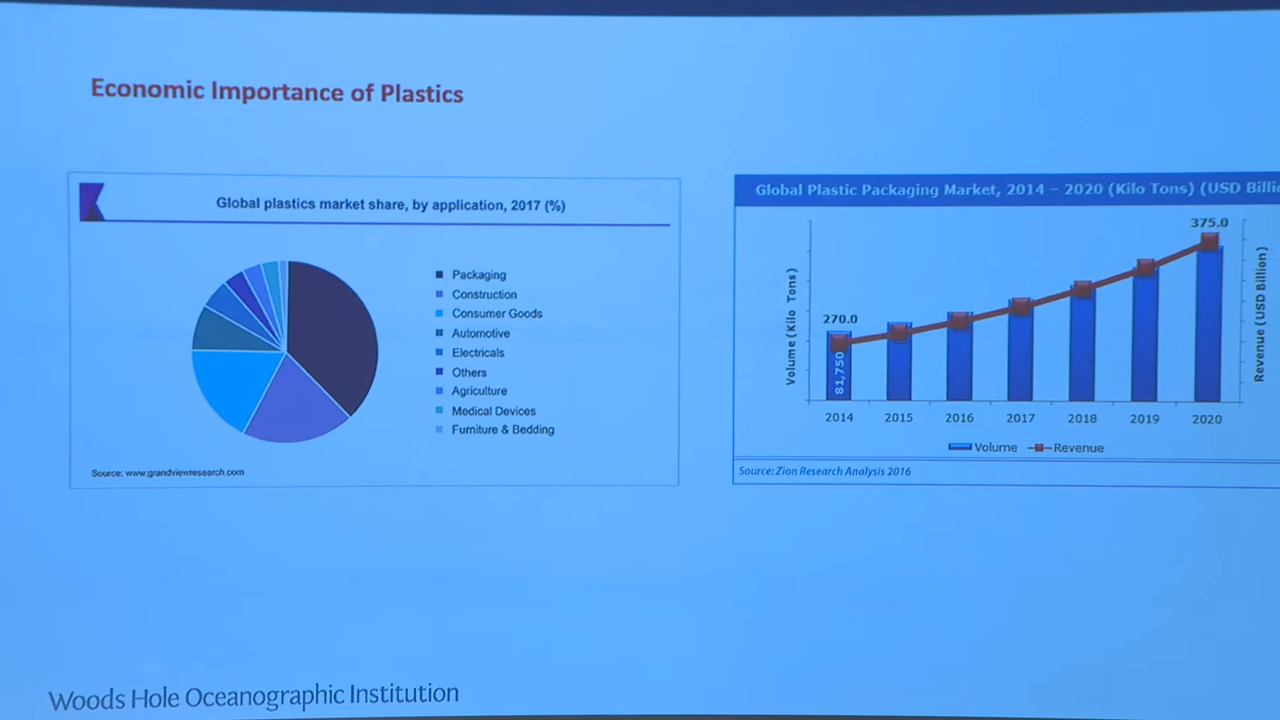 Economic Importance of Plastics
Global plastics market share, by application, 2017 (%)
Packaging
Construction
Consumer Goods
Automotive
Electricals
Others
Agriculture
Medical Devices
Furniture & Bedding
Source: www.grandviewresearch.com
Global Plastic Packaging Market, 2014 – 2020 (Kilo Tons) (USD
375.0
270.0
81,750
Volume (Kilo Tons)
Revenue (USD Billion)
2014 2015 2016 2017 2018 2019 2020
Volume Revenue
Source: Zion Research Analysis 2016
Woods Hole Oceanographic Institution